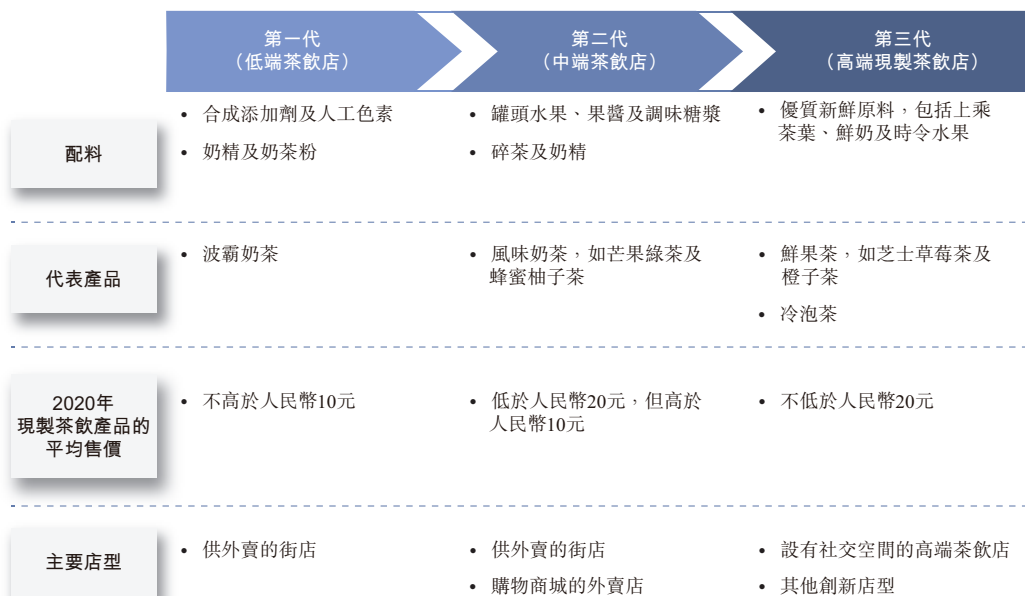 第一代
（低端茶飲店）
第二代
（中端茶飲店）
第三代
（高端現製茶飲店）
配料
• 合成添加劑及人工色素
• 奶精及奶茶粉
• 罐頭水果、果醬及調味糖漿
• 碎茶及奶精
• 優質新鮮原料，包括上乘
茶葉、鮮奶及時令水果
代表產品
• 波霸奶茶
• 風味奶茶，如芒果綠茶及
蜂蜜柚子茶
• 鮮果茶，如芝士草莓茶及
橙子茶
• 冷泡茶
2020年
現製茶飲產品的
平均售價
• 不高於人民幣10元
• 低於人民幣20元，但高於
人民幣10元
• 不低於人民幣20元
主要店型
• 供外賣的街店
• 供外賣的街店
• 購物商城的外賣店
• 設有社交空間的高端茶飲店
• 其他創新店型